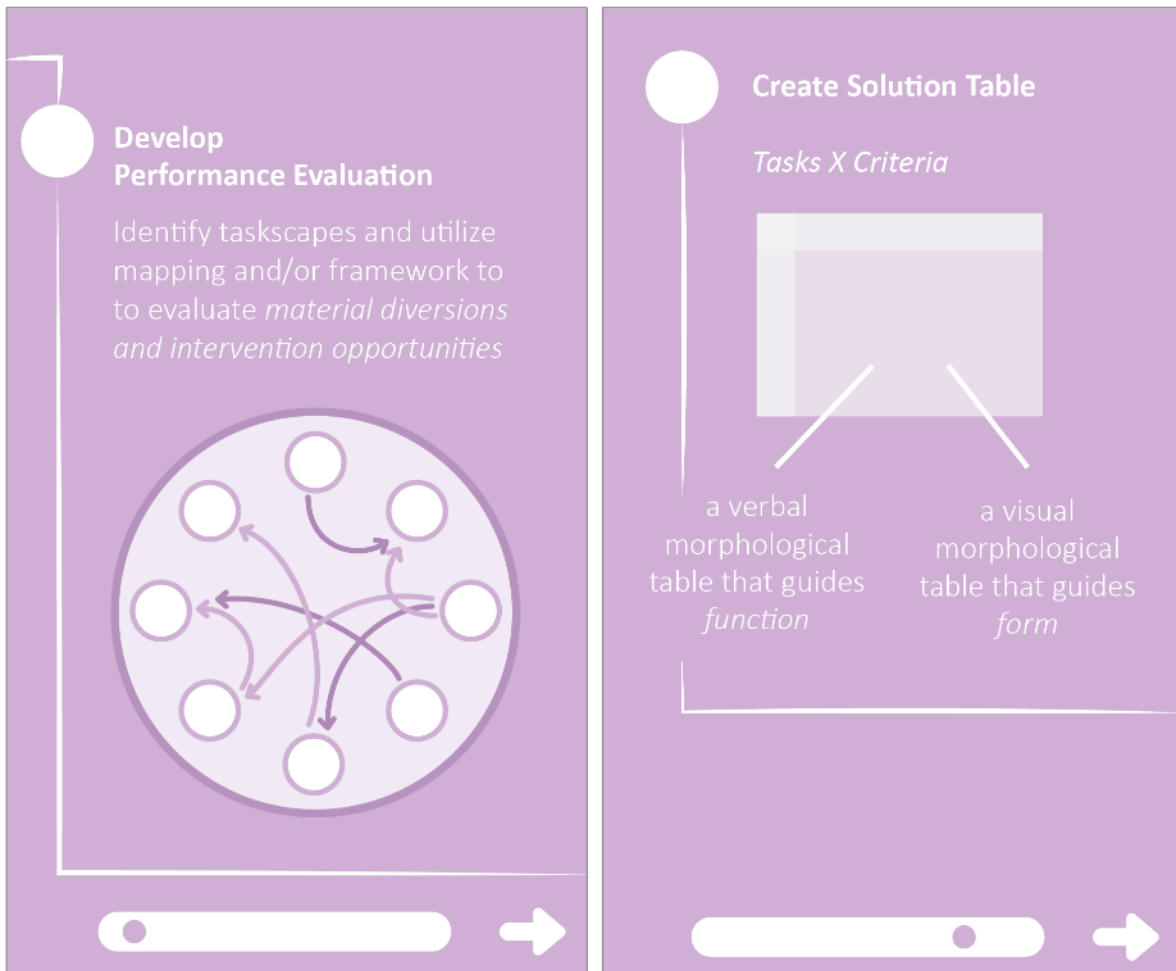 Develop
Performance Evaluation
Identify taskscapes and utilize
mapping and/or framework to
to evaluate material diversions
and intervention opportunities
Create Solution Table
Tasks X Criteria
a verbal
morphological
table that guides
function
a visual
morphological
table that guides
form